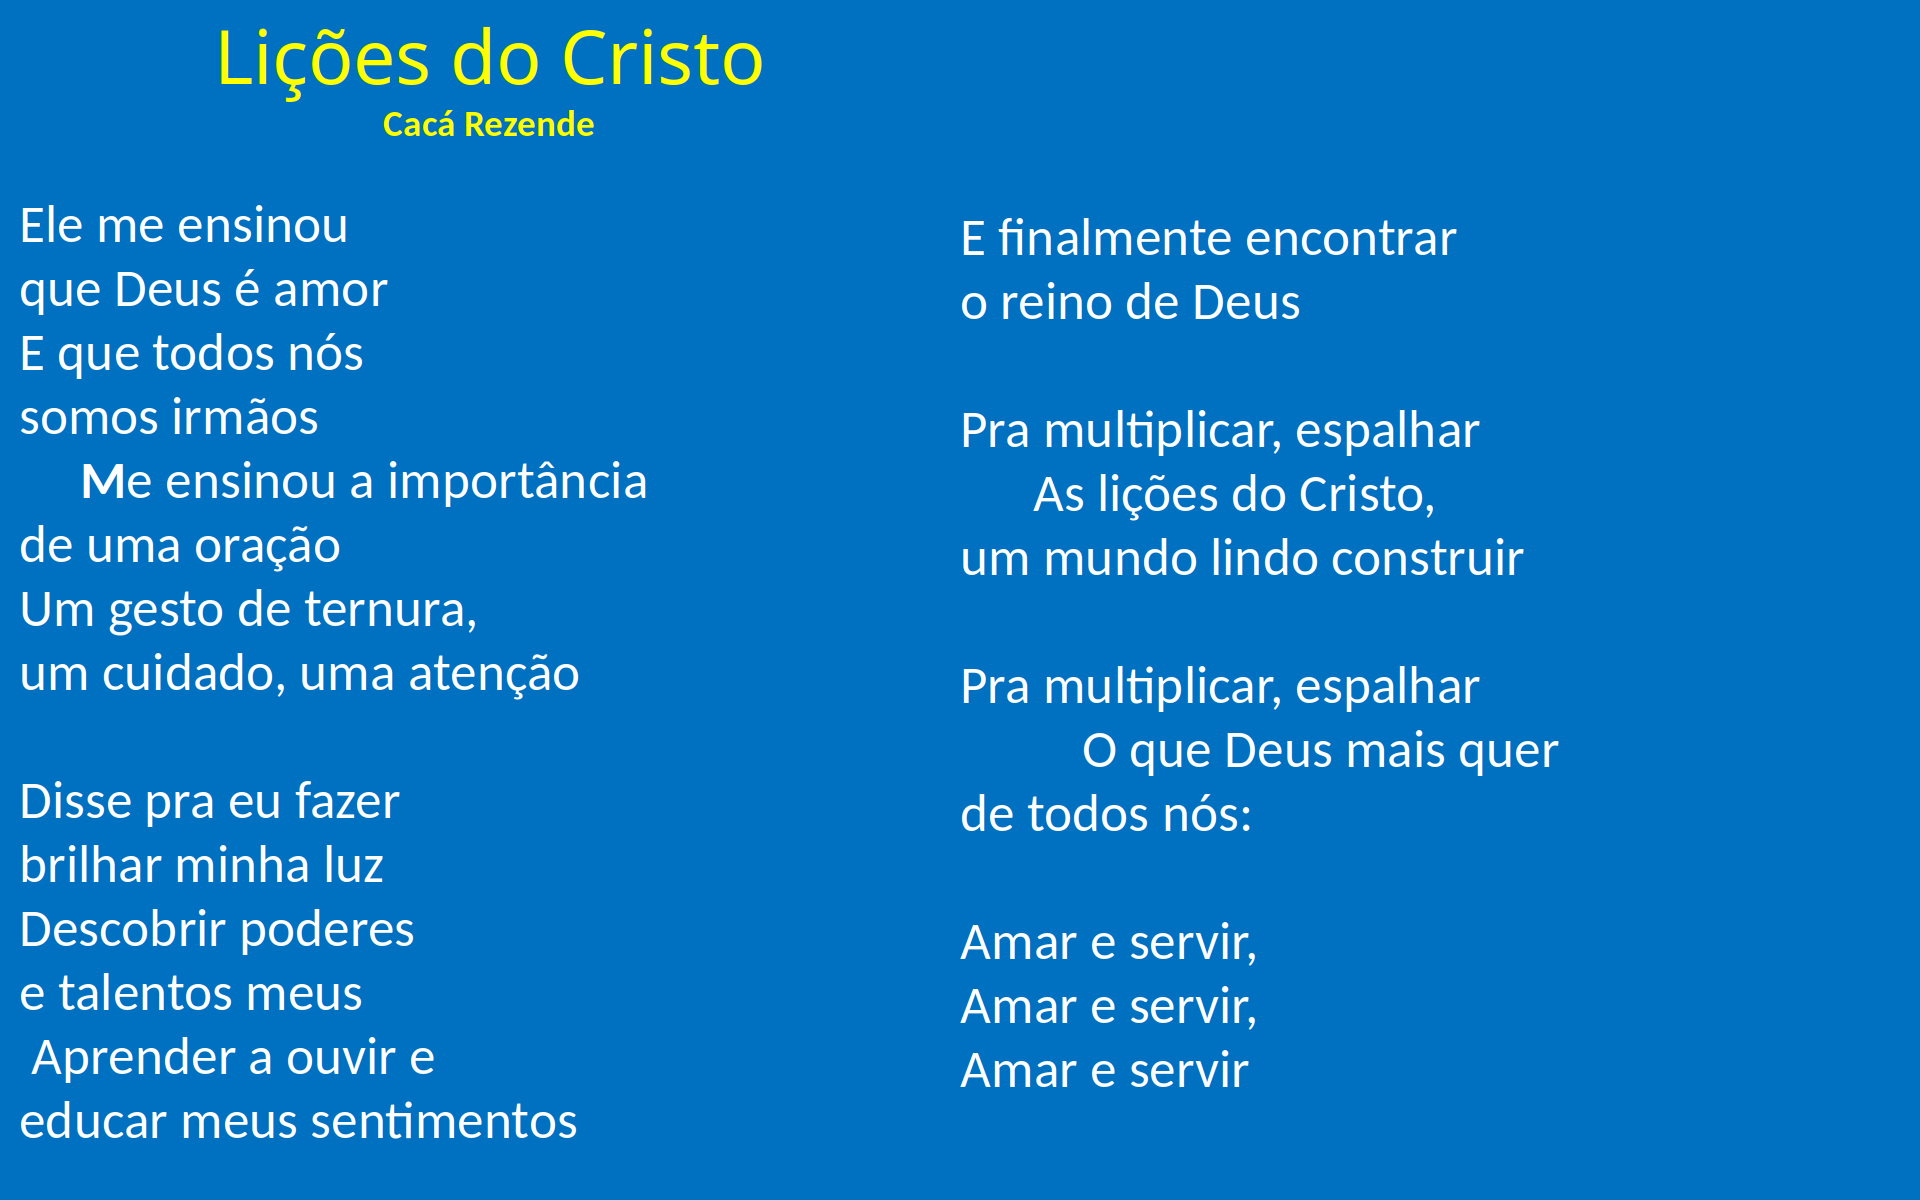 Lições do Cristo
Cacá Rezende
Ele me ensinou
que Deus é amor
E que todos nós
somos irmãos
Me ensinou a importância
de uma oração
Um gesto de ternura,
um cuidado, uma atenção
Disse pra eu fazer
brilhar minha luz
Descobrir poderes
e talentos meus
Aprender a ouvir e
educar meus sentimentos
E finalmente encontrar
o reino de Deus
Pra multiplicar, espalhar
As lições do Cristo,
um mundo lindo construir
Pra multiplicar, espalhar
O que Deus mais quer
de todos nós:
Amar e servir,
Amar e servir,
Amar e servir